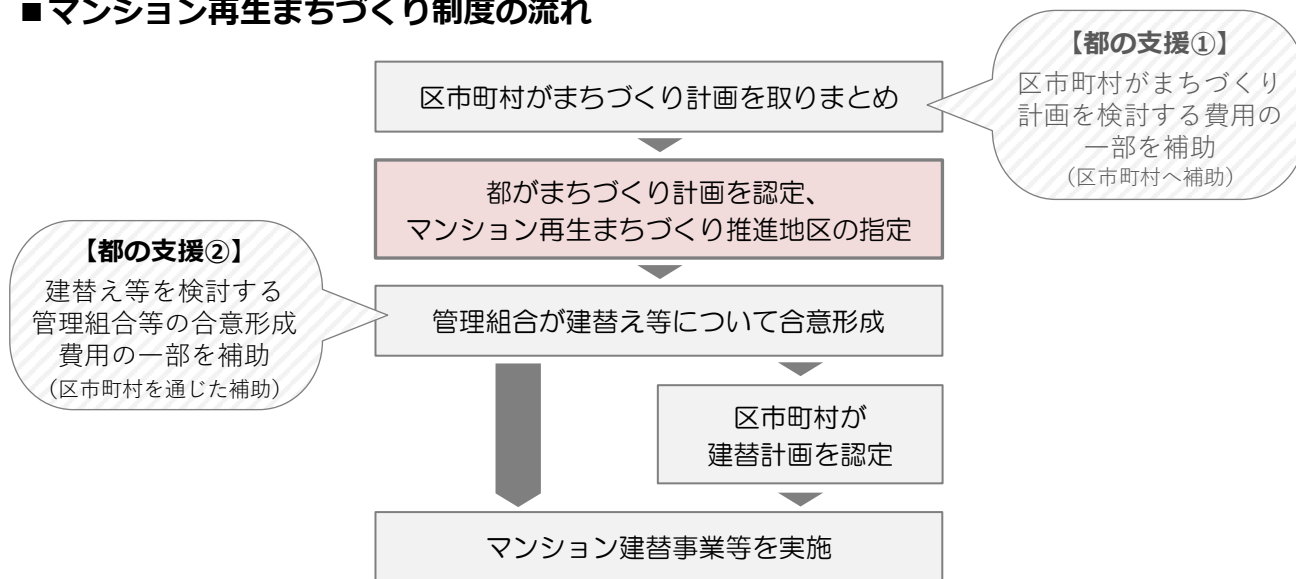 ■マンション再生まちづくり制度の流れ
【都の支援①】
区市町村がまちづくり
計画を検討する費用の
一部を補助
（区市町村へ補助）
区市町村がまちづくり計画を取りまとめ
都がまちづくり計画を認定、
マンション再生まちづくり推進地区の指定
【都の支援②】
建替え等を検討する
管理組合等の合意形成
費用の一部を補助
（区市町村を通じた補助）
管理組合が建替え等について合意形成
区市町村が
建替計画を認定
マンション建替事業等を実施